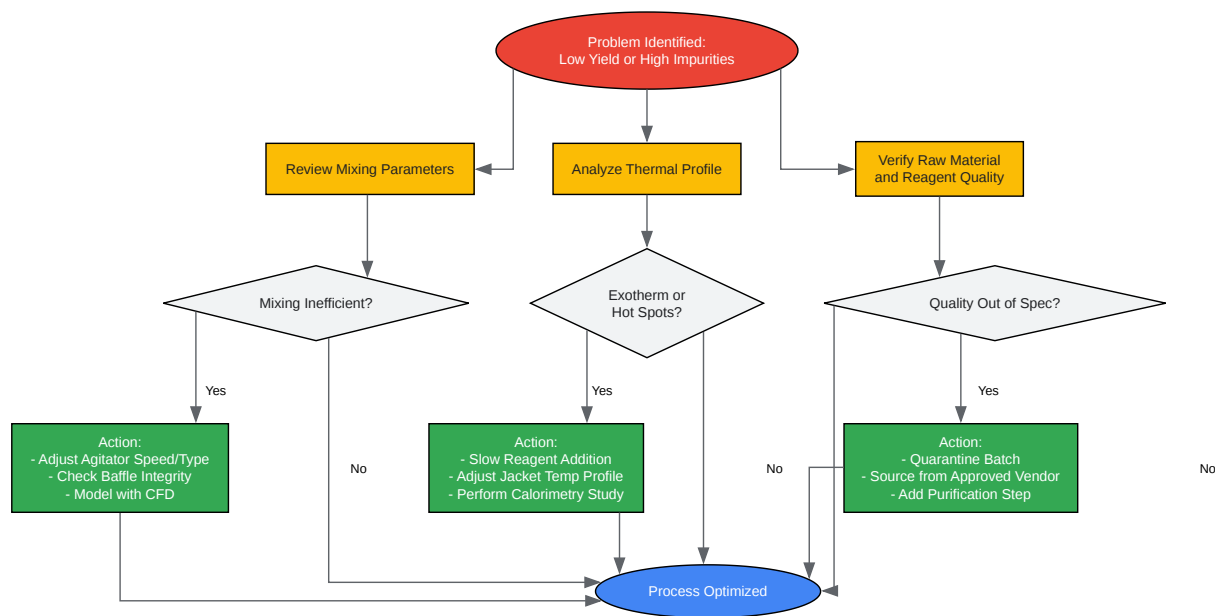 Problem Identified:
Low Yield or High Impurities
Review Mixing Parameters
Analyze Thermal Profile
Verify Raw Material
and Reagent Quality
Mixing Inefficient?
Exotherm or
Hot Spots?
Quality Out of Spec?
Yes
Yes
Yes
Action:
- Adjust Agitator Speed/Type
- Check Baffle Integrity
- Model with CFD
No
Action:
- Slow Reagent Addition
- Adjust Jacket Temp Profile
- Perform Calorimetry Study
No
Action:
- Quarantine Batch
- Source from Approved Vendor
- Add Purification Step
No
Process Optimized